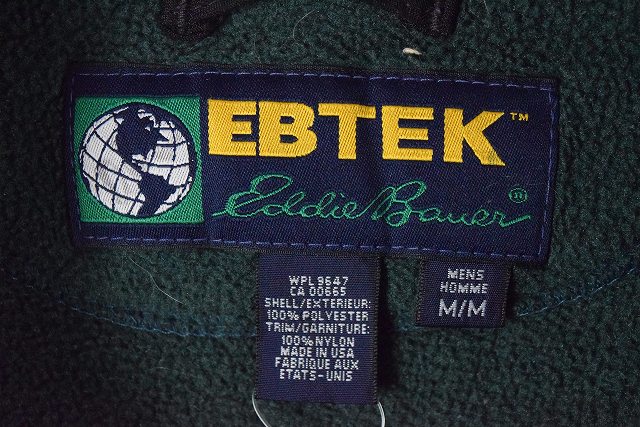 EBTEK™
Eddie Bauer®
WPL 9647
CA 00665
SHELL/EXTERIEUR:
100% POLYESTER
TRIM/GARNITURE:
100% NYLON
MADE IN USA
FABRIQUE AUX
ETATS-UNIS
MENS
HOMME
M/M